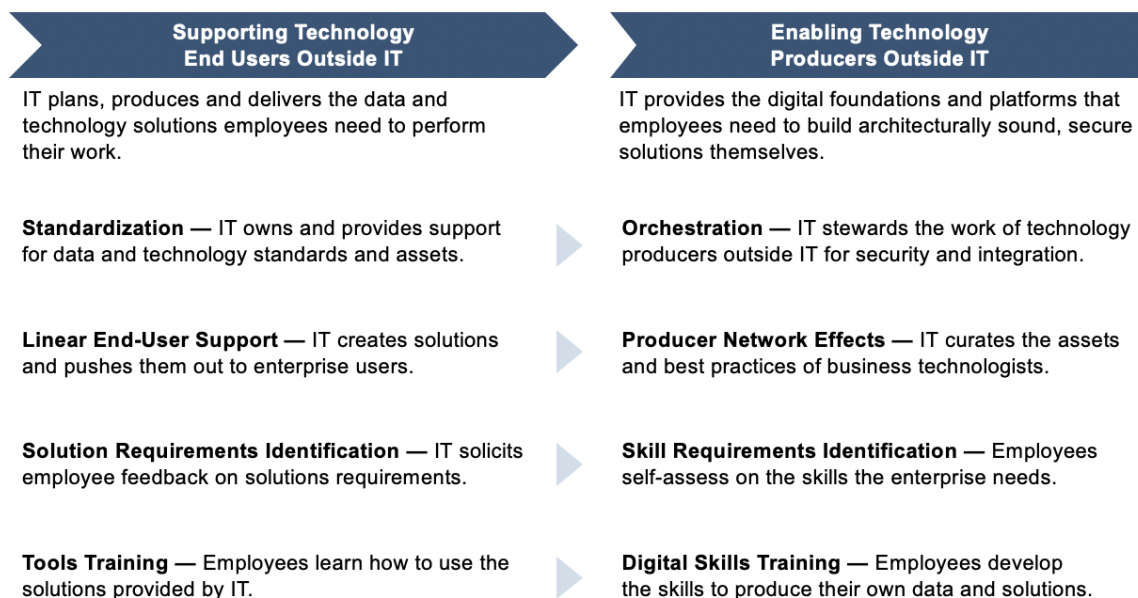 Supporting Technology
End Users Outside IT
Enabling Technology
Producers Outside IT
IT plans, produces and delivers the data and
technology solutions employees need to perform
their work.
IT provides the digital foundations and platforms that
employees need to build architecturally sound, secure
solutions themselves.
Standardization — IT owns and provides support
for data and technology standards and assets.
Orchestration — IT stewards the work of technology
producers outside IT for security and integration.
Linear End-User Support — IT creates solutions
and pushes them out to enterprise users.
Producer Network Effects — IT curates the assets
and best practices of business technologists.
Solution Requirements Identification — IT solicits
employee feedback on solutions requirements.
Skill Requirements Identification — Employees
self-assess on the skills the enterprise needs.
Tools Training — Employees learn how to use the
solutions provided by IT.
Digital Skills Training — Employees develop
the skills to produce their own data and solutions.